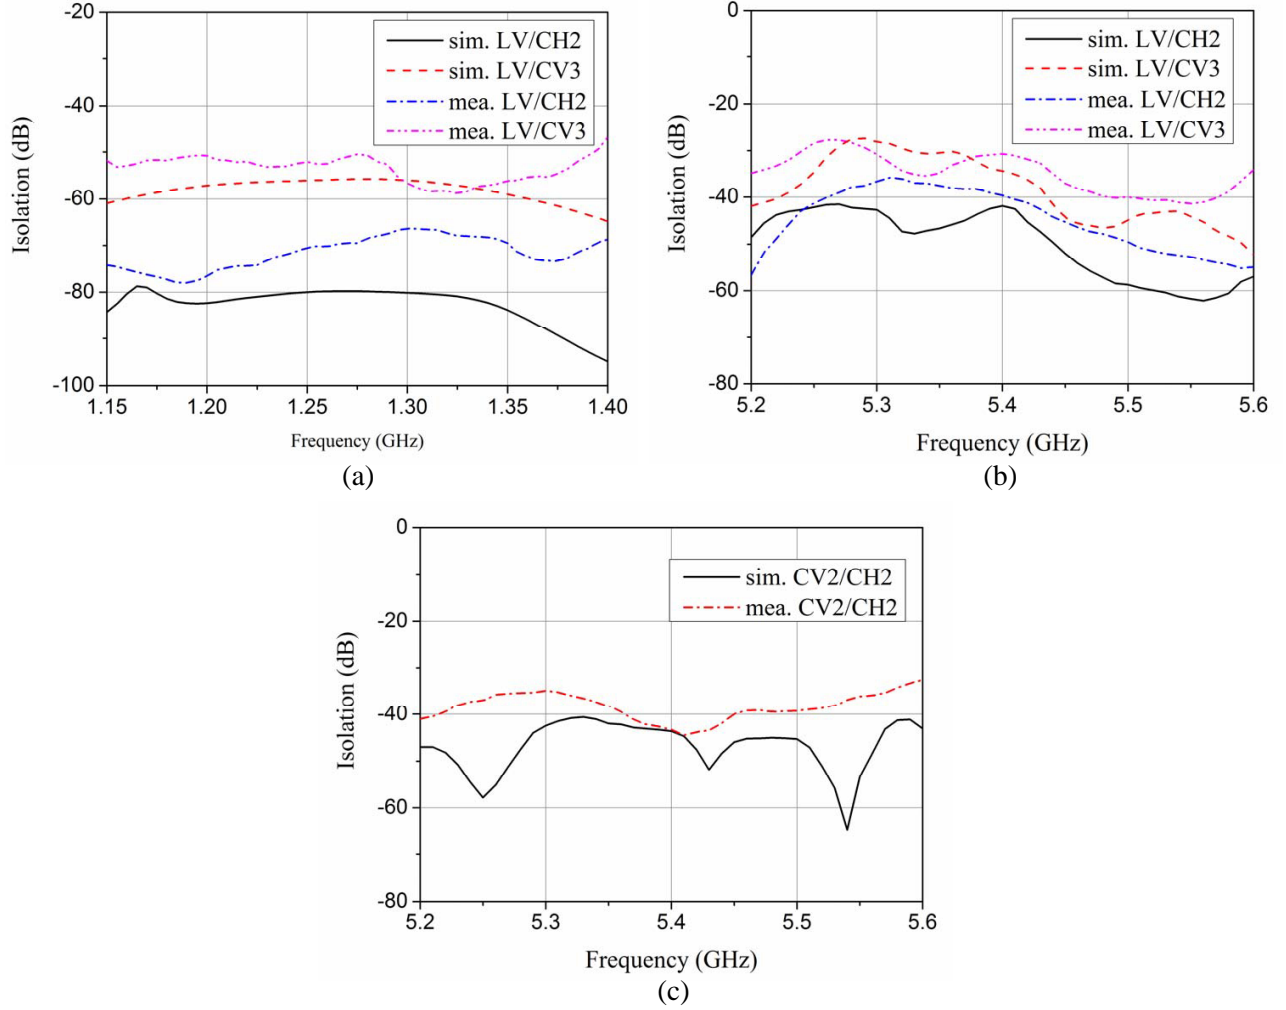 -20
-40
-60
-80
-100
Isolation (dB)
sim. LV/CH2
sim. LV/CV3
mea. LV/CH2
mea. LV/CV3
1.15 1.20 1.25 1.30 1.35 1.40
Frequency (GHz)
(a)
0
-20
-40
-60
-80
Isolation (dB)
sim. LV/CH2
sim. LV/CV3
mea. LV/CH2
mea. LV/CV3
5.2 5.3 5.4 5.5 5.6
Frequency (GHz)
(b)
0
-20
-40
-60
-80
Isolation (dB)
sim. CV2/CH2
mea. CV2/CH2
5.2 5.3 5.4 5.5 5.6
Frequency (GHz)
(c)